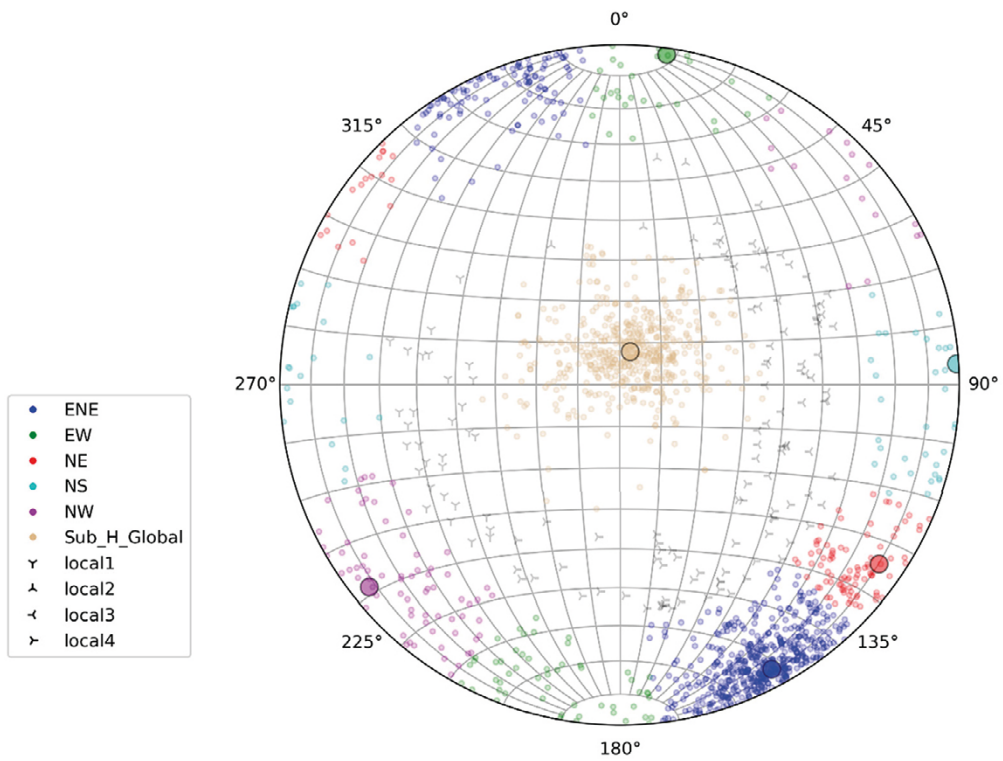 0°
315°
45°
270°
90°
ENE
EW
NE
NS
NW
Sub_H_Global
local1
local2
local3
local4
225°
135°
180°